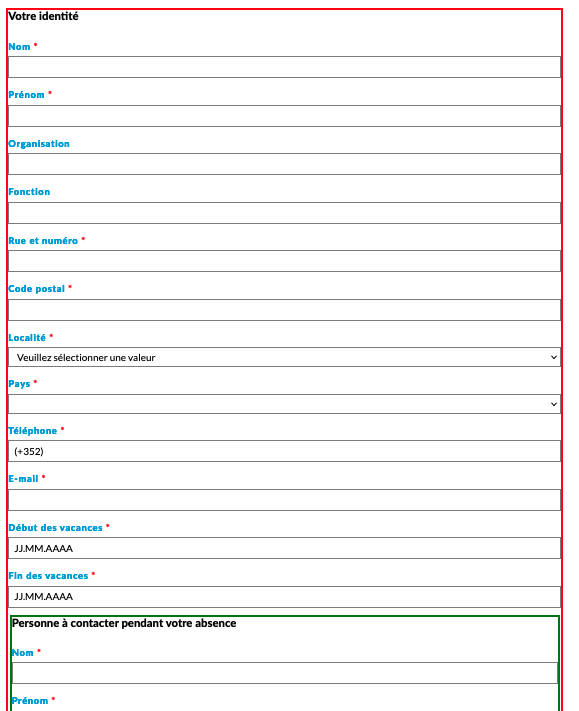 Votre identité
Nom *
Prénom *
Organisation
Fonction
Rue et numéro *
Code postal *
Localité *
Veuillez sélectionner une valeur
Pays *
Téléphone *
(+352)
E-mail *
Début des vacances *
JJ.MM.AAAA
Fin des vacances *
JJ.MM.AAAA
Personne à contacter pendant votre absence
Nom *
Prénom *